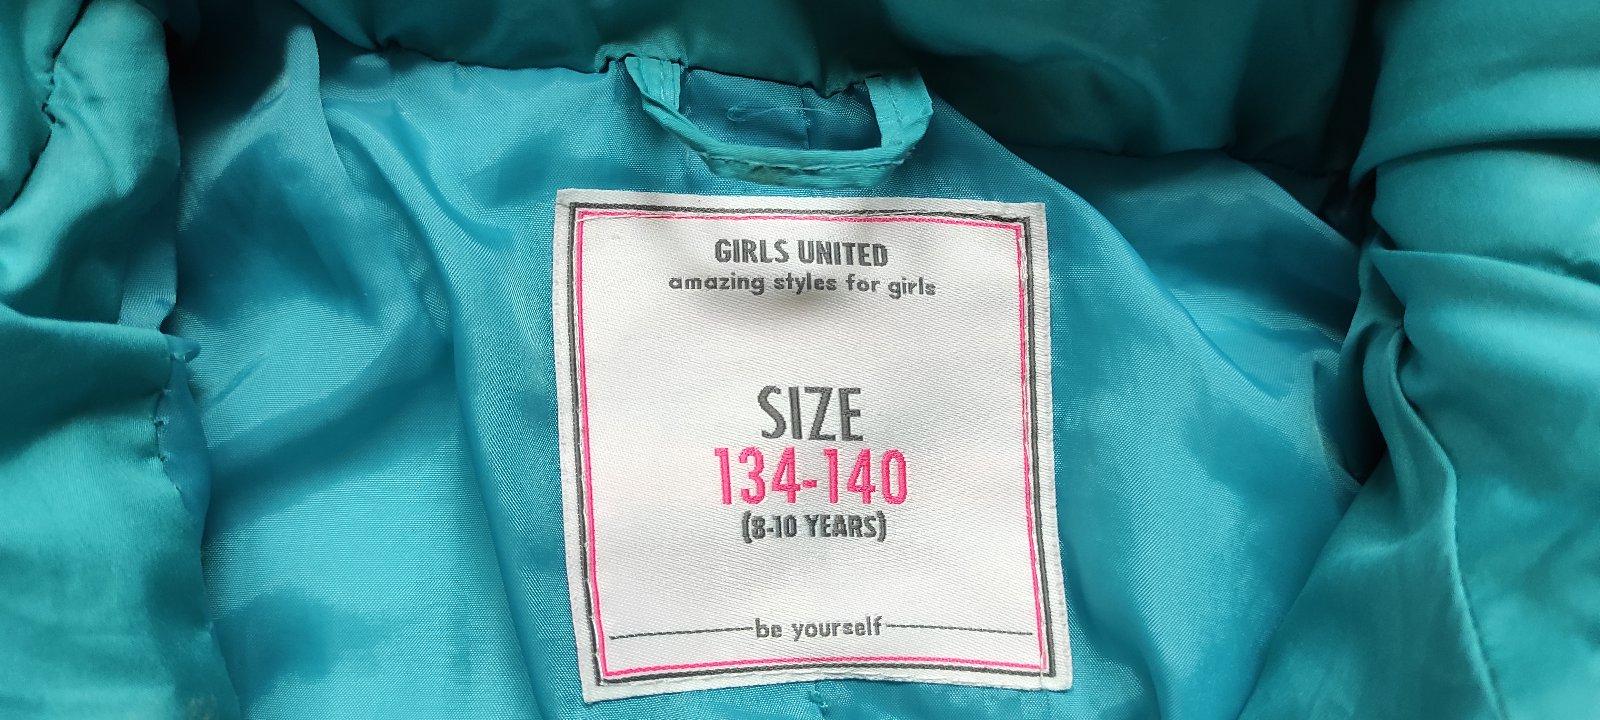 GIRLS UNITED
amazing styles for girls
SIZE
134-140
(8-10 YEARS)
be yourself